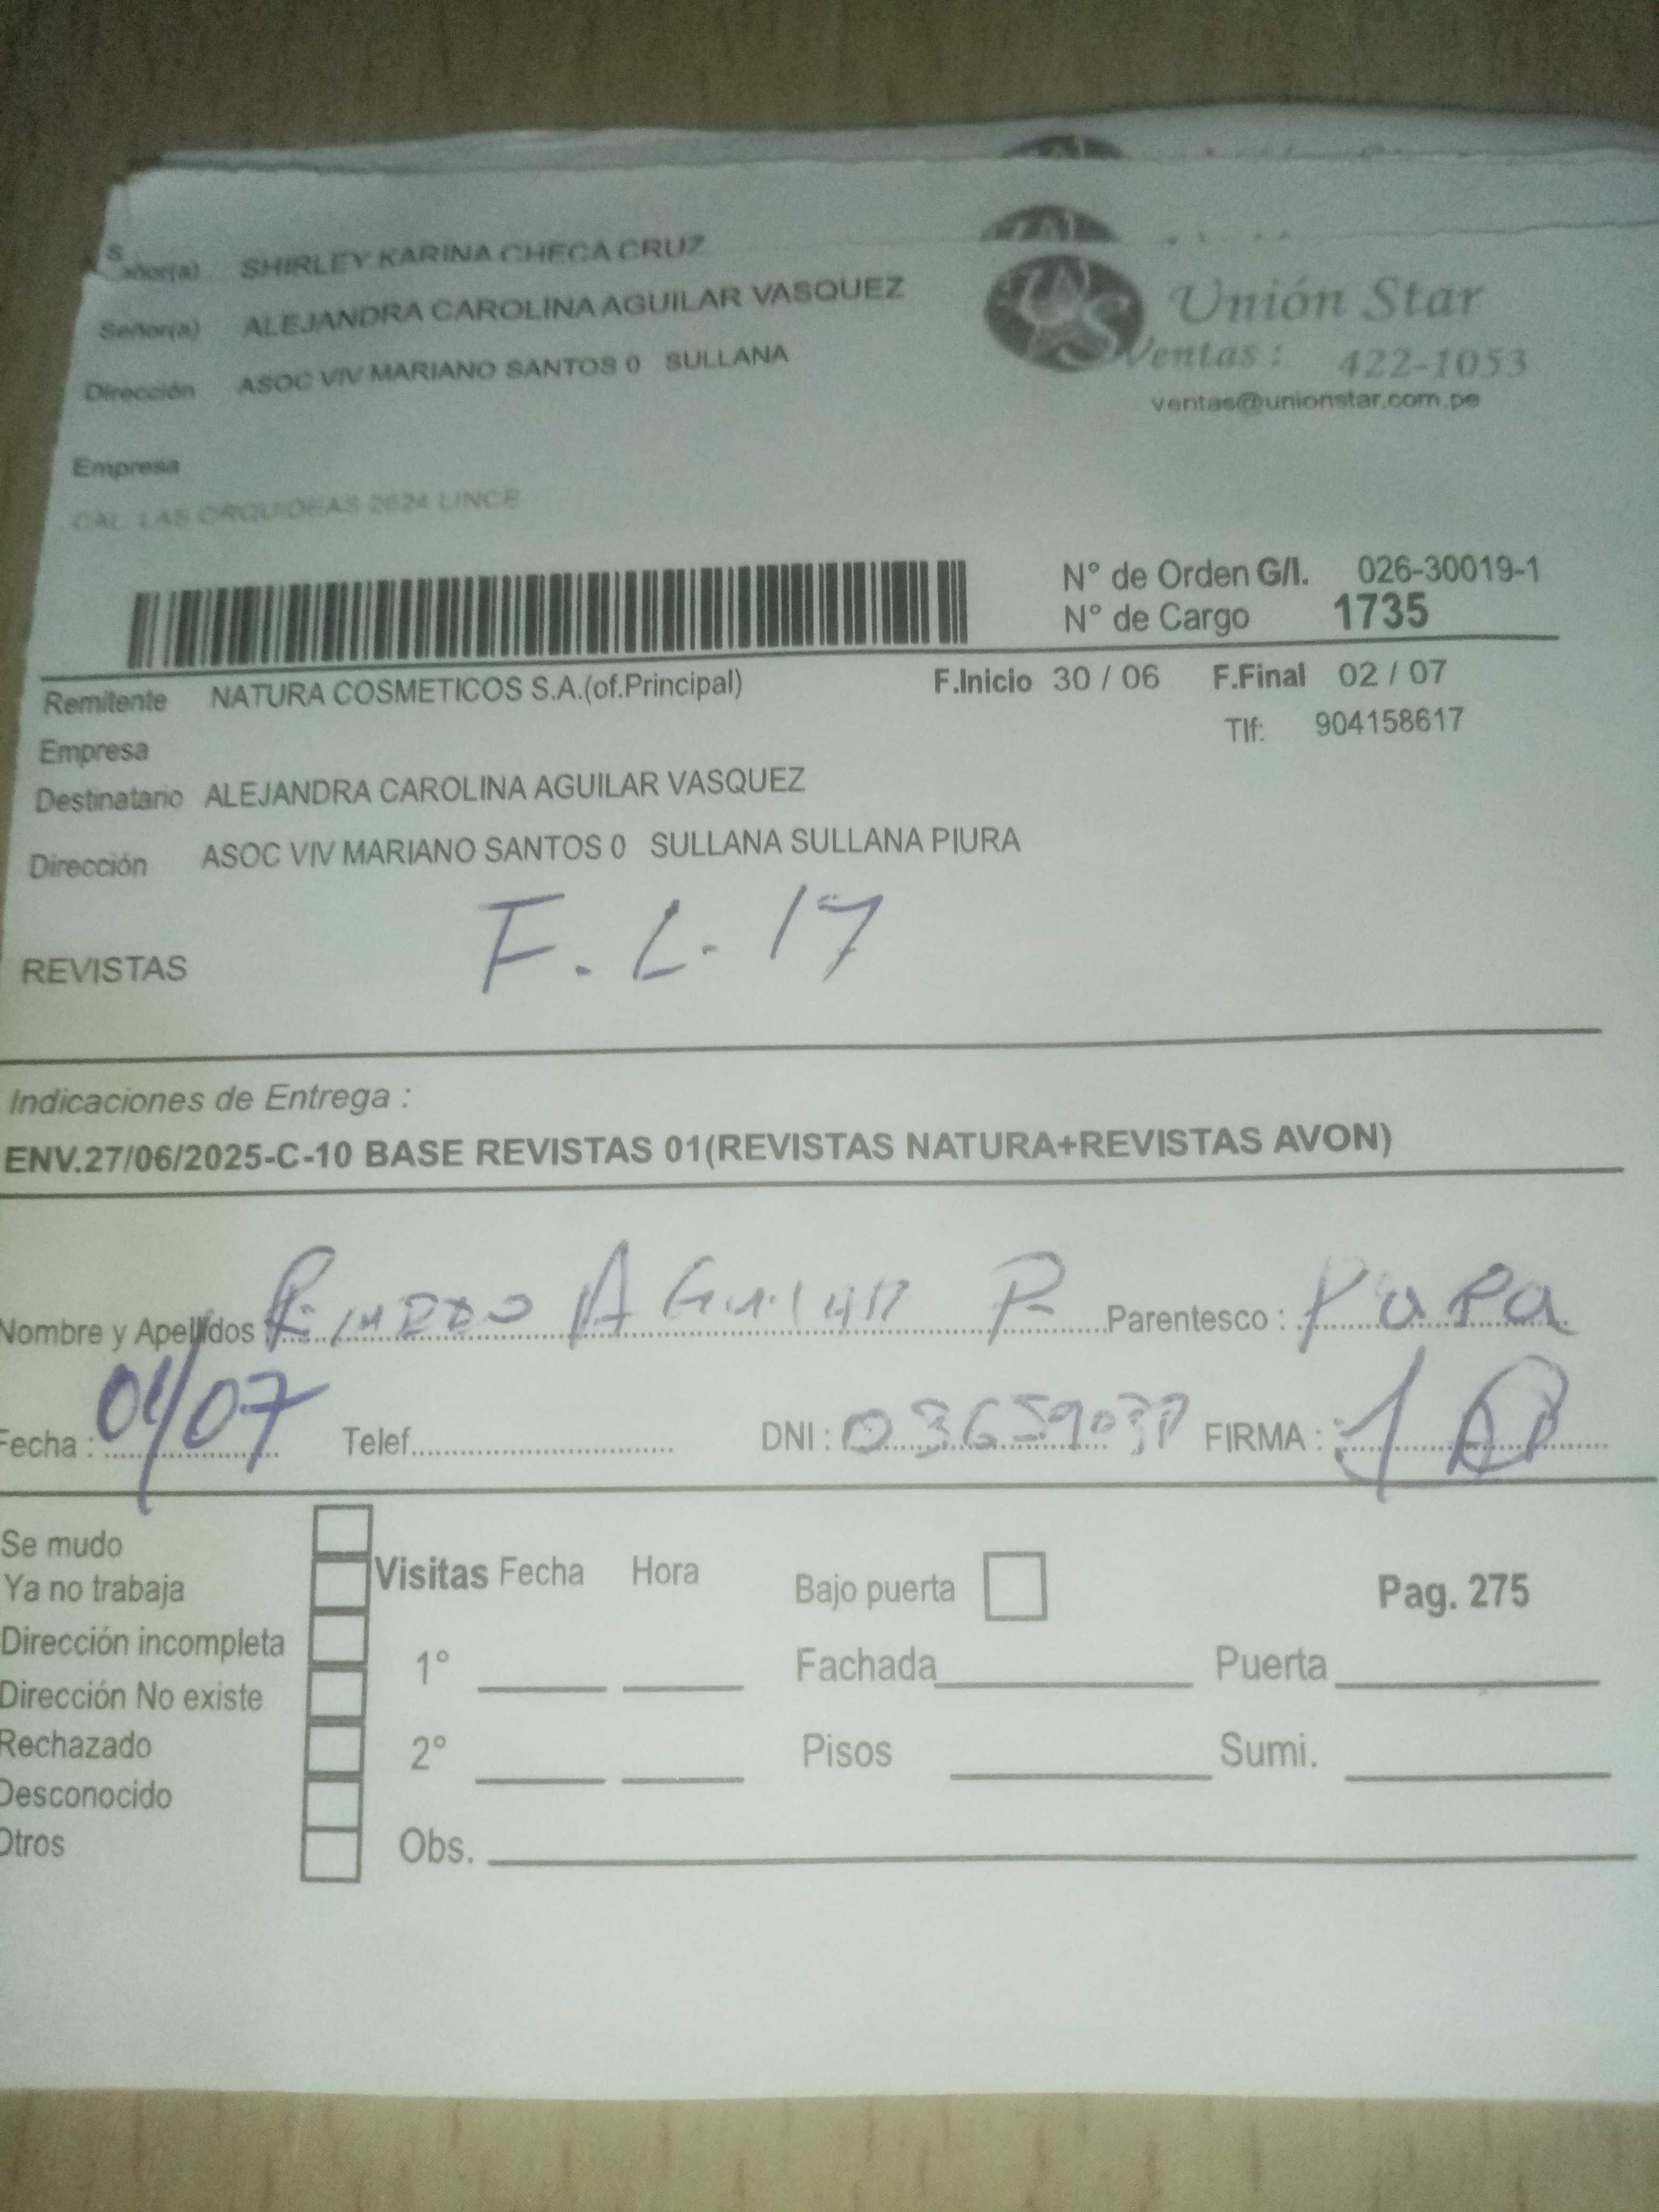 Señor(a) SHIRLEY KARINA CHECA CRUZ
Señor(a) ALEJANDRA CAROLINA AGUILAR VASQUEZ
Dirección ASOC VIV MARIANO SANTOS 0 SULLANA
Unión Star
Ventas : 422-1053
ventas@unionstar.com.pe
Empresa
CAL. LAS ORQUIDEAS 2624 LINCE
N° de Orden G/I. 026-30019-1
N° de Cargo 1735
Remitente NATURA COSMETICOS S.A.(of.Principal) F.Inicio 30 / 06 F.Final 02 / 07
Empresa Tlf: 904158617
Destinatario ALEJANDRA CAROLINA AGUILAR VASQUEZ
Dirección ASOC VIV MARIANO SANTOS 0 SULLANA SULLANA PIURA
REVISTAS F. L. 17
Indicaciones de Entrega :
ENV.27/06/2025-C-10 BASE REVISTAS 01(REVISTAS NATURA+REVISTAS AVON)
Nombre y Apellidos AGuilaR P Parentesco : PaPa
Fecha : 01/07 Telef. DNI : FIRMA :
Se mudo
Ya no trabaja Visitas Fecha Hora Bajo puerta Pag. 275
Dirección incompleta 1° Fachada Puerta
Dirección No existe
Rechazado 2° Pisos Sumi.
Desconocido
Otros Obs.